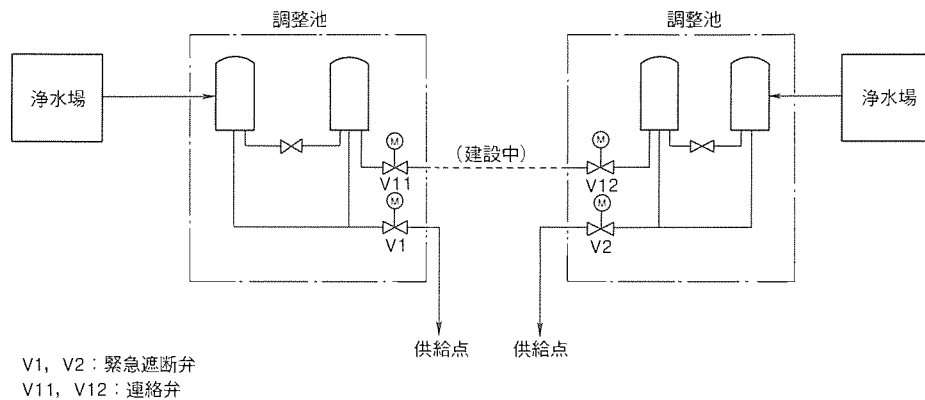 調整池
調整池
浄水場
浄水場
M
(建設中)
M
V11
V12
M
M
V1
V2
供給点
供給点
V1, V2:緊急遮断弁
V11, V12:連絡弁